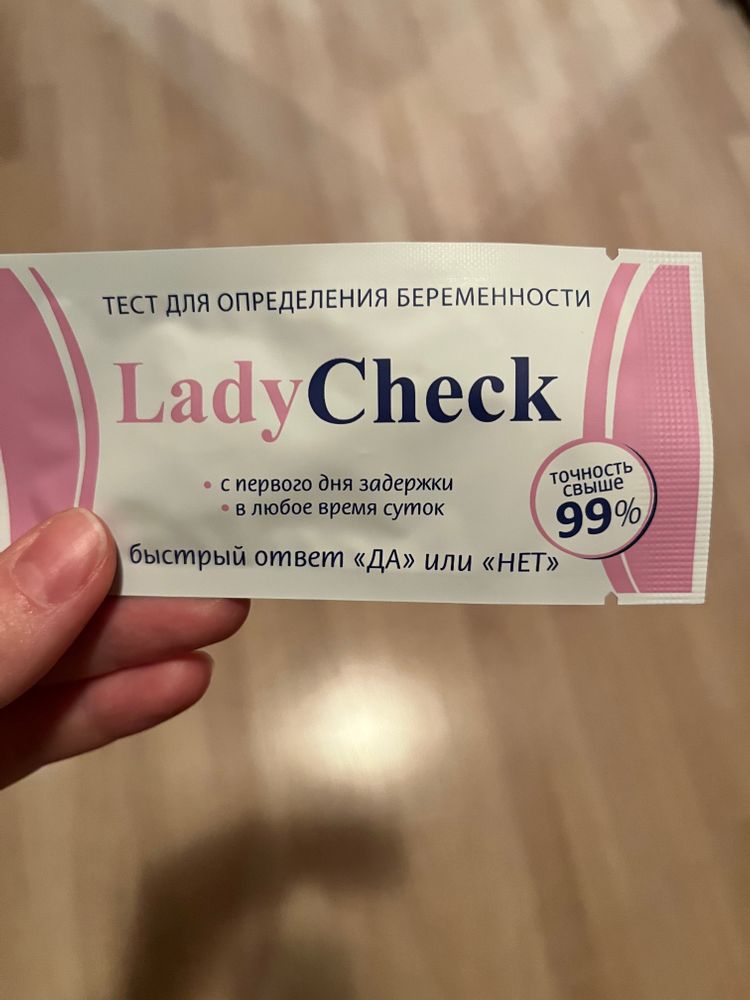 ТЕСТ ДЛЯ ОПРЕДЕЛЕНИЯ БЕРЕМЕННОСТИ
LadyCheck
• с первого дня задержки
• в любое время суток
быстрый ответ «ДА» или «НЕТ»
ТОЧНОСТЬ
СВЫШЕ
99%